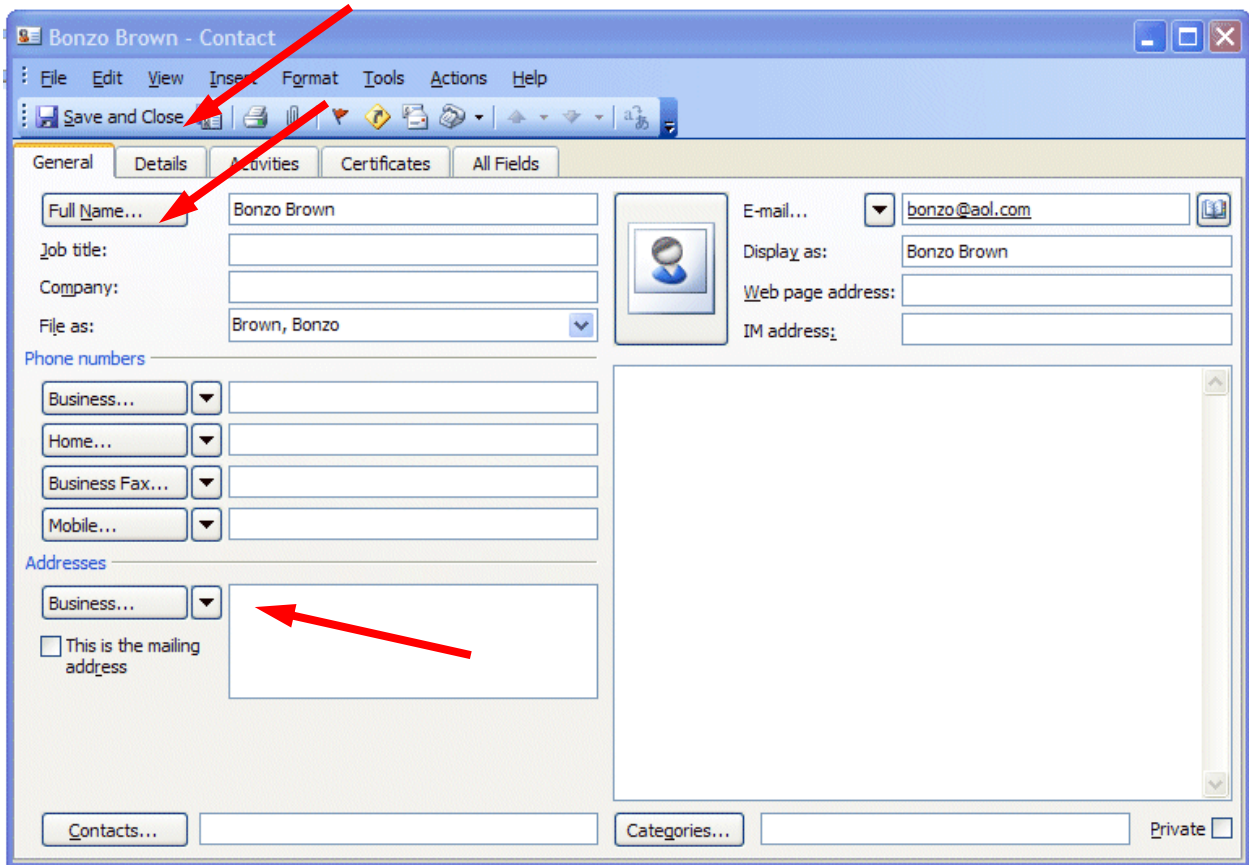 Bonzo Brown - Contact
File Edit View Insert Format Tools Actions Help
Save and Close
General Details Activities Certificates All Fields
Full Name... Bonzo Brown
Job title:
Company:
File as: Brown, Bonzo
E-mail... bonzo@aol.com
Display as: Bonzo Brown
Web page address:
IM address:
Phone numbers
Business...
Home...
Business Fax...
Mobile...
Addresses
Business...
This is the mailing
address
Contacts... Categories... Private